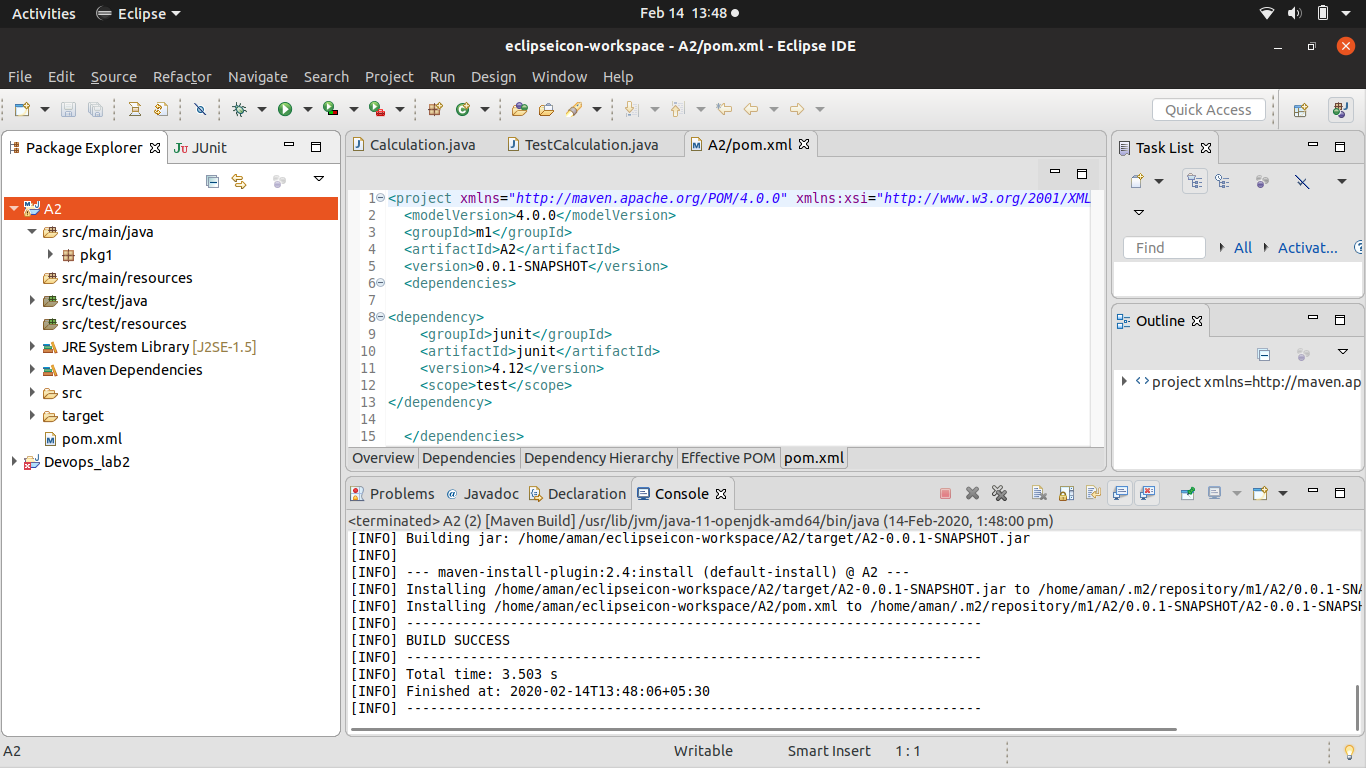 Activities Eclipse Feb 14 13:48
eclipseicon-workspace - A2/pom.xml - Eclipse IDE
File Edit Source Refactor Navigate Search Project Run Design Window Help
Quick Access
Package Explorer JUnit
A2
src/main/java
pkg1
src/main/resources
src/test/java
src/test/resources
JRE System Library [J2SE-1.5]
Maven Dependencies
src
target
pom.xml
Devops_lab2
Calculation.java TestCalculation.java A2/pom.xml
1 <project xmlns="http://maven.apache.org/POM/4.0.0" xmlns:xsi="http://www.w3.org/2001/XML
2 <modelVersion>4.0.0</modelVersion>
3 <groupId>m1</groupId>
4 <artifactId>A2</artifactId>
5 <version>0.0.1-SNAPSHOT</version>
6 <dependencies>
7
8 <dependency>
9 <groupId>junit</groupId>
10 <artifactId>junit</artifactId>
11 <version>4.12</version>
12 <scope>test</scope>
13 </dependency>
14
15 </dependencies>
Overview Dependencies Dependency Hierarchy Effective POM pom.xml
Task List
Find All Activat...
Outline
project xmlns=http://maven.ap
Problems Javadoc Declaration Console
<terminated> A2 (2) [Maven Build] /usr/lib/jvm/java-11-openjdk-amd64/bin/java (14-Feb-2020, 1:48:00 pm)
[INFO] Building jar: /home/aman/eclipseicon-workspace/A2/target/A2-0.0.1-SNAPSHOT.jar
[INFO]
[INFO] --- maven-install-plugin:2.4:install (default-install) @ A2 ---
[INFO] Installing /home/aman/eclipseicon-workspace/A2/target/A2-0.0.1-SNAPSHOT.jar to /home/aman/.m2/repository/m1/A2/0.0.1-SNA
[INFO] Installing /home/aman/eclipseicon-workspace/A2/pom.xml to /home/aman/.m2/repository/m1/A2/0.0.1-SNAPSHOT/A2-0.0.1-SNAPSH
[INFO] ------------------------------------------------------------------------
[INFO] BUILD SUCCESS
[INFO] ------------------------------------------------------------------------
[INFO] Total time: 3.503 s
[INFO] Finished at: 2020-02-14T13:48:06+05:30
[INFO] ------------------------------------------------------------------------
A2 Writable Smart Insert 1 : 1